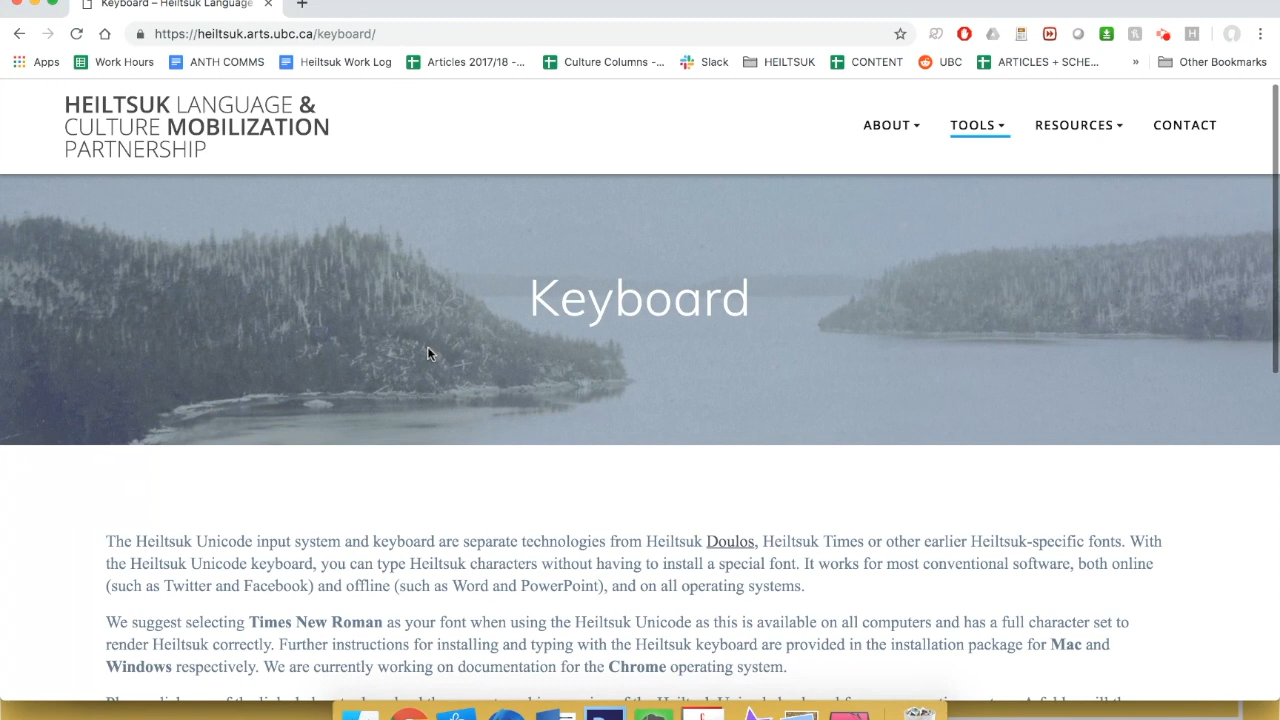 Keyboard – Heiltsuk Language
https://heiltsuk.arts.ubc.ca/keyboard/
Apps Work Hours ANTH COMMS Heiltsuk Work Log Articles 2017/18 -... Culture Columns -... Slack HEILTSUK CONTENT UBC ARTICLES + SCHE... » Other Bookmarks
HEILTSUK LANGUAGE &
CULTURE MOBILIZATION
PARTNERSHIP
ABOUT TOOLS RESOURCES CONTACT
Keyboard
The Heiltsuk Unicode input system and keyboard are separate technologies from Heiltsuk Doulos, Heiltsuk Times or other earlier Heiltsuk-specific fonts. With
the Heiltsuk Unicode keyboard, you can type Heiltsuk characters without having to install a special font. It works for most conventional software, both online
(such as Twitter and Facebook) and offline (such as Word and PowerPoint), and on all operating systems.
We suggest selecting Times New Roman as your font when using the Heiltsuk Unicode as this is available on all computers and has a full character set to
render Heiltsuk correctly. Further instructions for installing and typing with the Heiltsuk keyboard are provided in the installation package for Mac and
Windows respectively. We are currently working on documentation for the Chrome operating system.